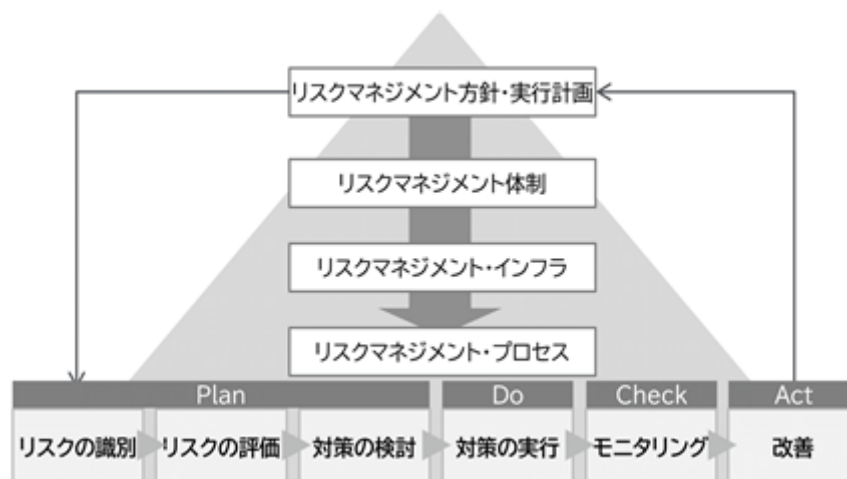 リスクマネジメント方針・実行計画
リスクマネジメント体制
リスクマネジメント・インフラ
リスクマネジメント・プロセス
Plan
Do
Check
Act
リスクの識別
リスクの評価
対策の検討
対策の実行
モニタリング
改善